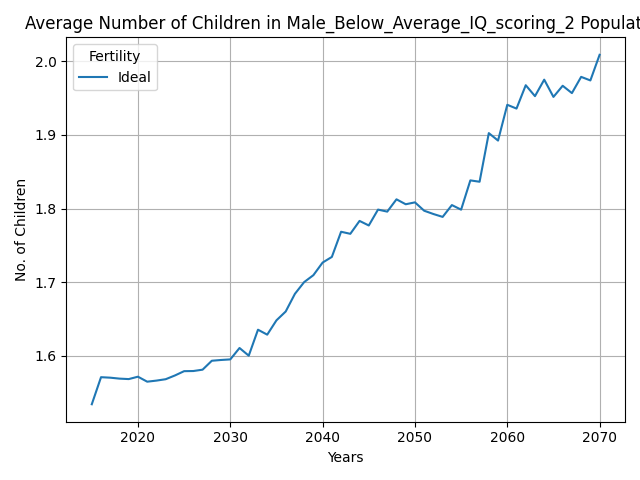 Average Number of Children in Male_Below_Average_IQ_scoring_2 Populat
Fertility
Ideal
No. of Children
2.0
1.9
1.8
1.7
1.6
2020 2030 2040 2050 2060 2070
Years